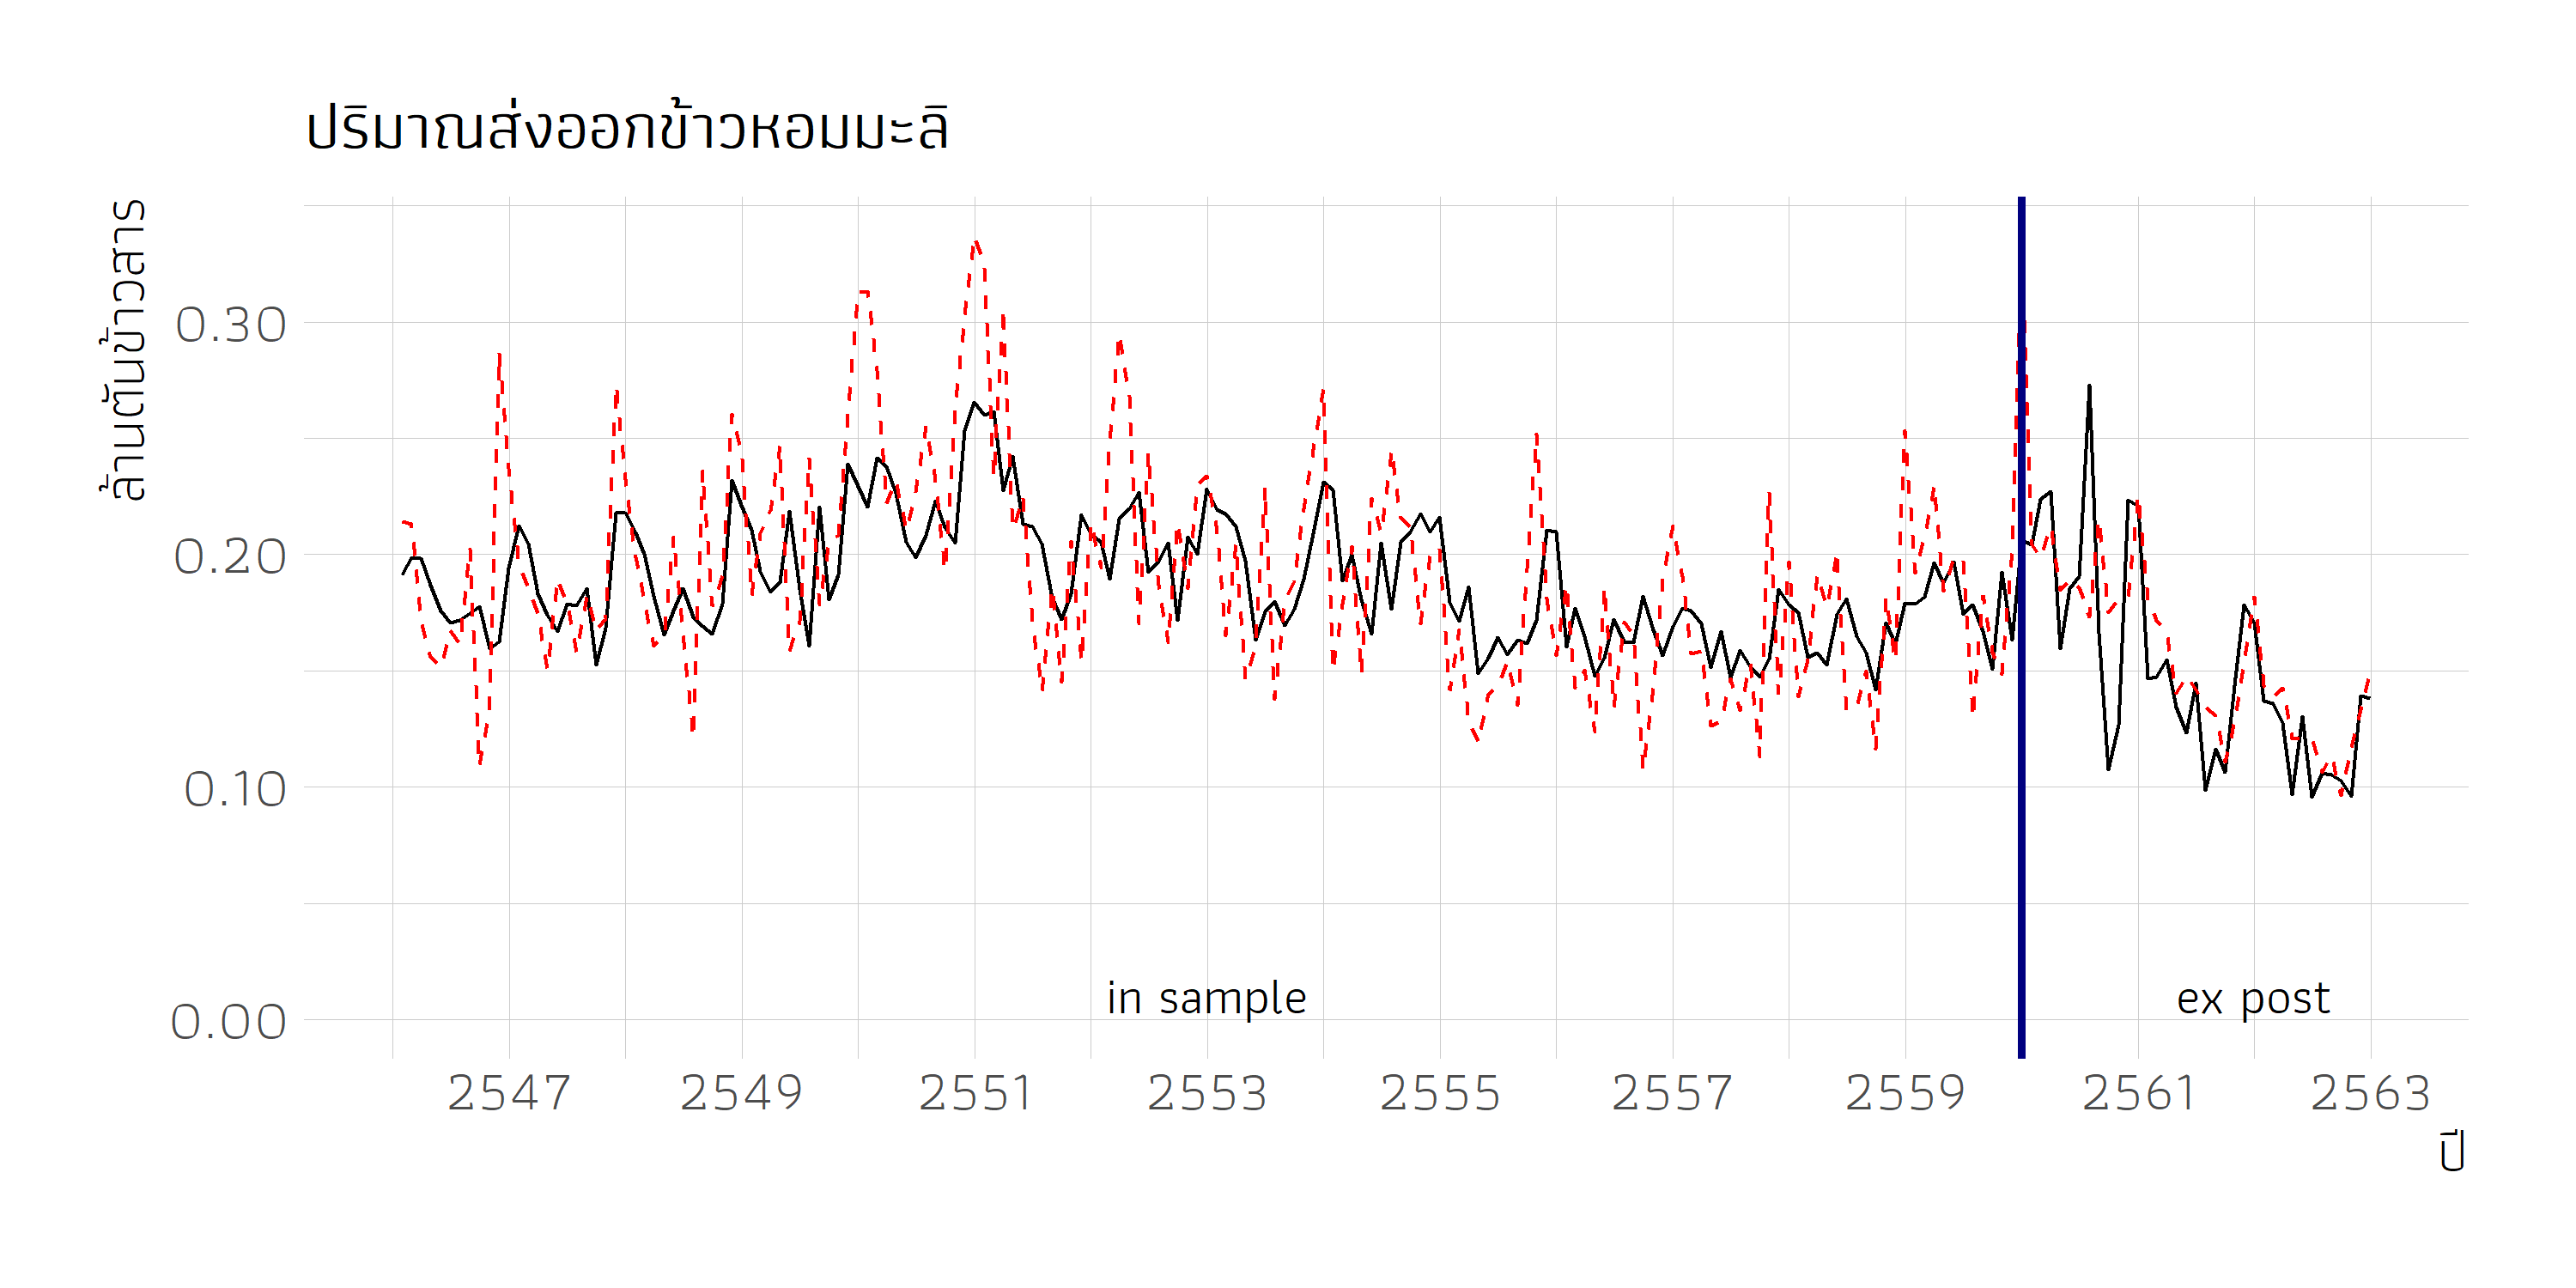 ปริมาณส่งออกข้าวหอมมะลิ
ล้านตันข้าวสาร
0.30
0.20
0.10
0.00
in sample
ex post
2547 2549 2551 2553 2555 2557 2559 2561 2563
ปี